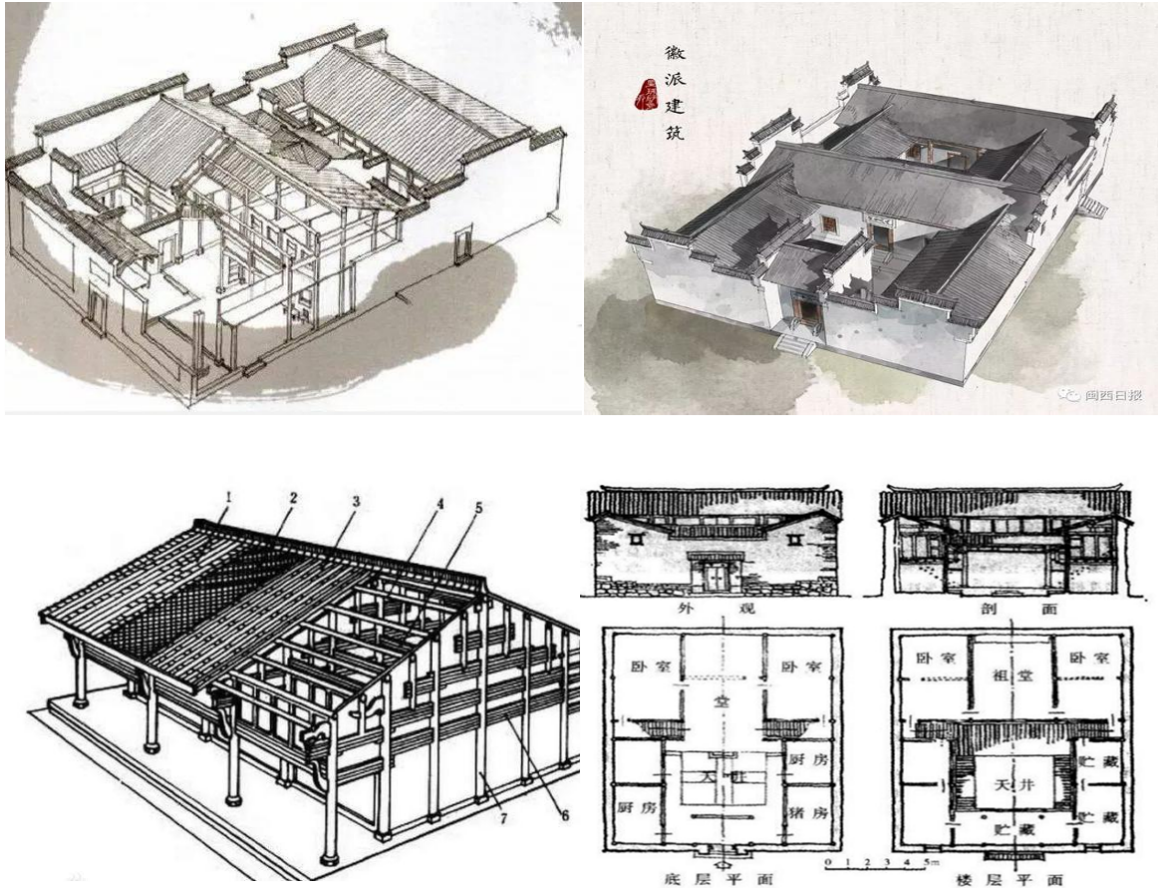 徽派建筑
闽西日报
1 2 3 4 5
7 6
外观
剖面
卧室 卧室
堂
天井
厨房
厨房
猪房
底层平面
卧室 祖堂 卧室
天井
贮藏
贮藏
贮藏
楼层平面
0 1 2 3 4 5m